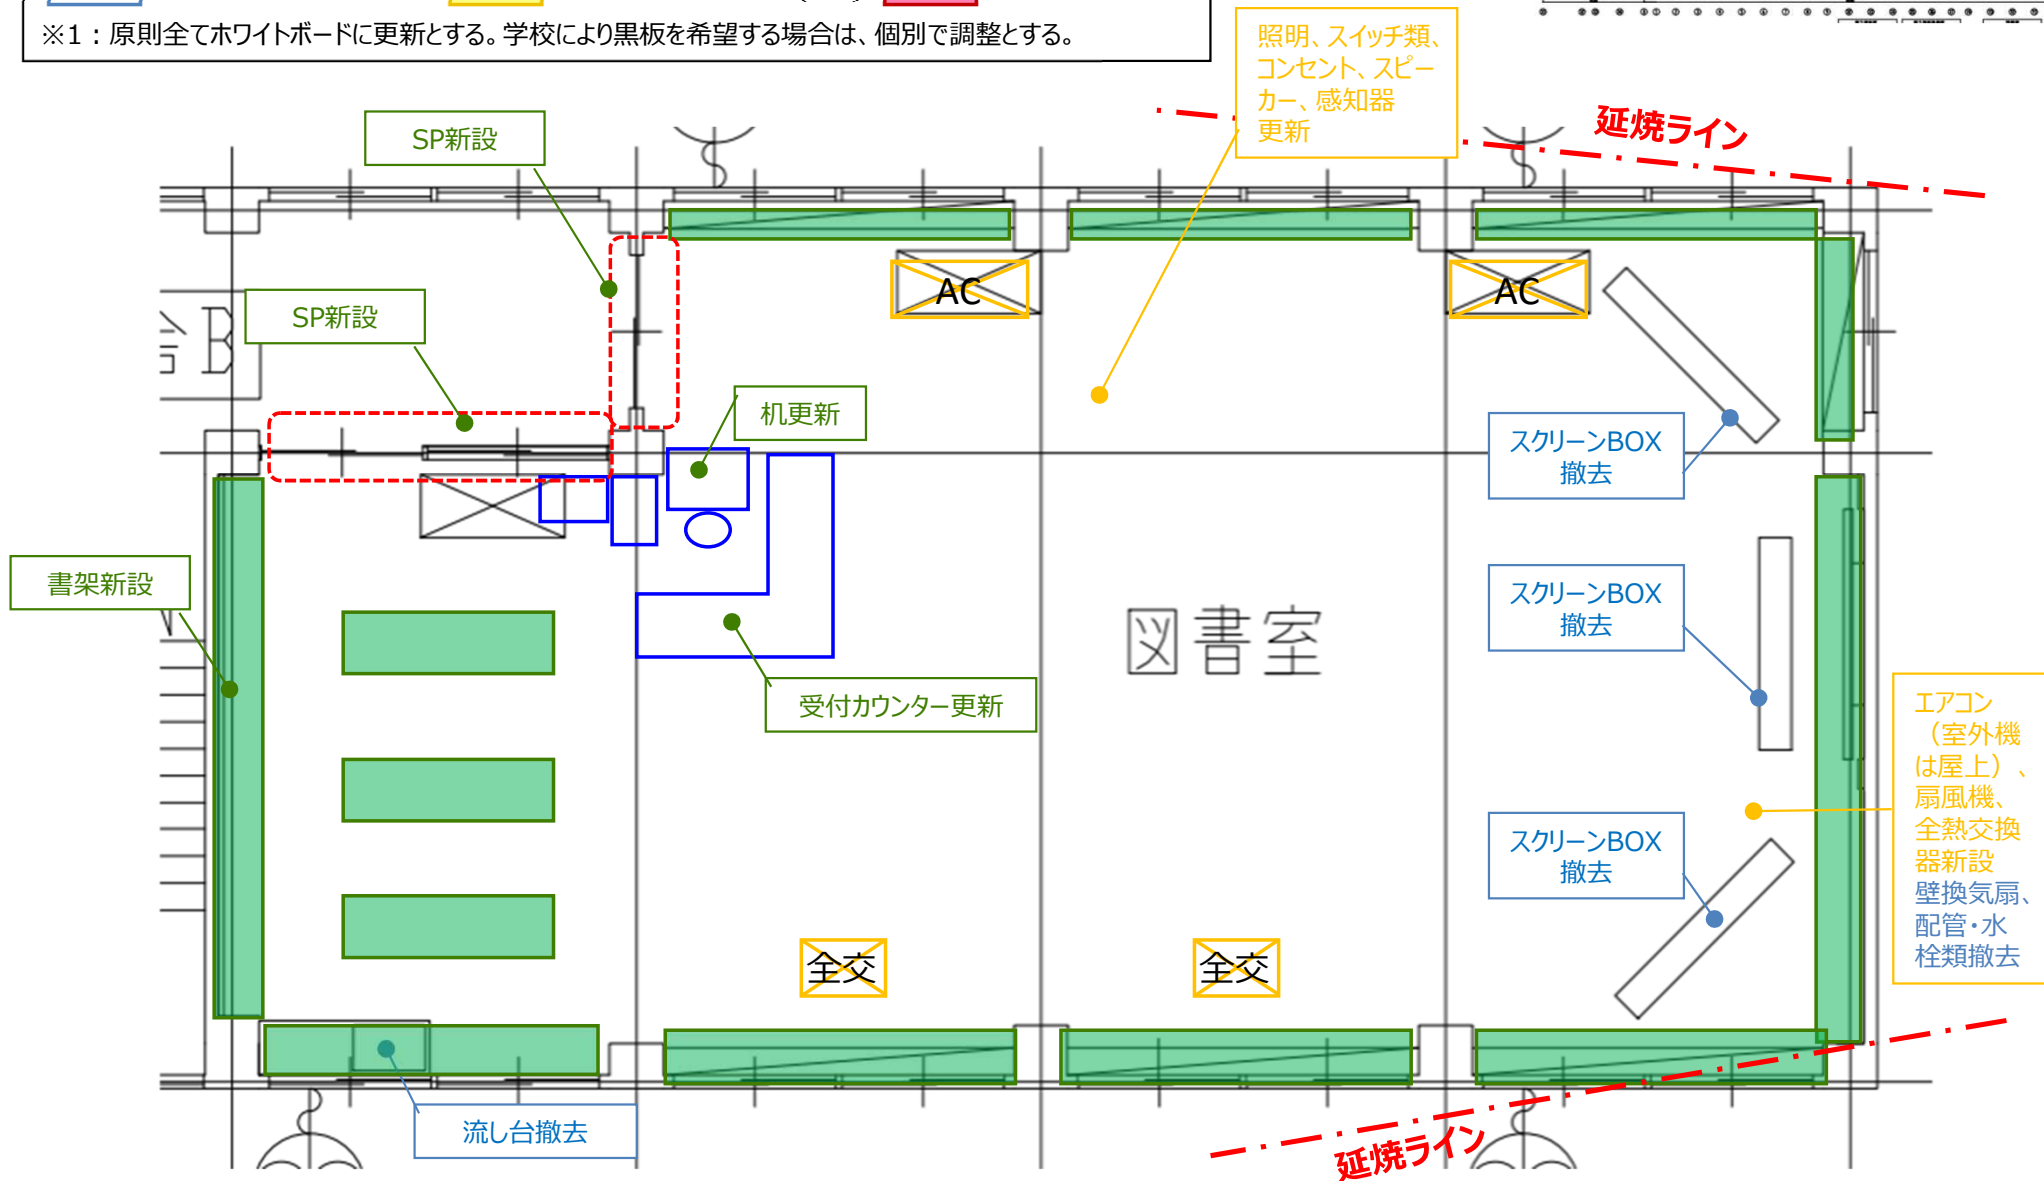 ※1：原則全てホワイトボードに更新とする。学校により黒板を希望する場合は、個別で調整とする。
照明、スイッチ類、
コンセント、スピー
カー、感知器
更新
延焼ライン
SP新設
SP新設
AC
AC
机更新
スクリーンBOX
撤去
書架新設
スクリーンBOX
撤去
図書室
受付カウンター更新
エアコン
（室外機
は屋上）、
扇風機、
全熱交換
器新設
壁換気扇、
配管・水
栓類撤去
スクリーンBOX
撤去
全交
全交
流し台撤去
延焼ライン